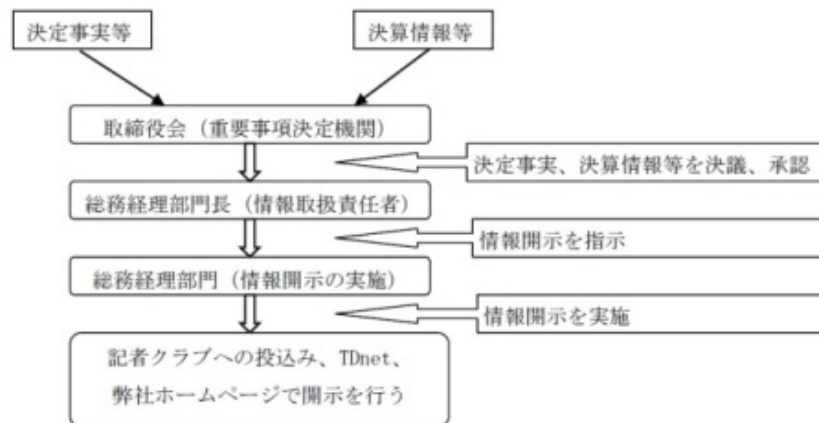 決定事実等
決算情報等
取締役会（重要事項決定機関）
決定事実、決算情報等を決議、承認
総務経理部門長（情報取扱責任者）
情報開示を指示
総務経理部門（情報開示の実施）
情報開示を実施
記者クラブへの投込み、TDnet、
弊社ホームページで開示を行う